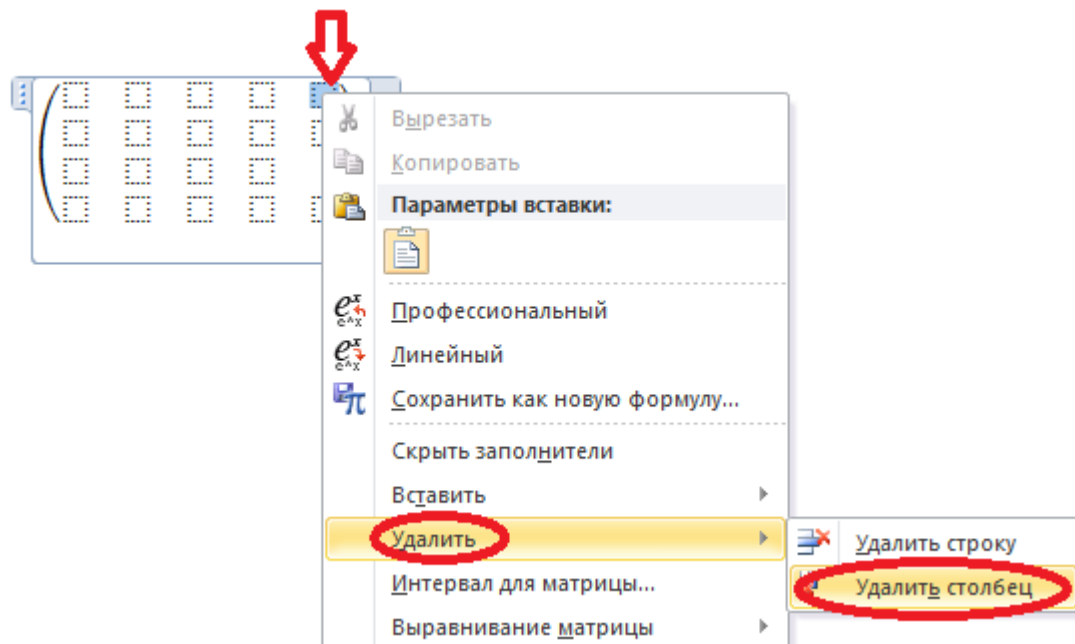 Вырезать
Копировать
Параметры вставки:
Профессиональный
Линейный
Сохранить как новую формулу...
Скрыть заполнители
Вставить
Удалить
Удалить строку
Удалить столбец
Интервал для матрицы...
Выравнивание матрицы